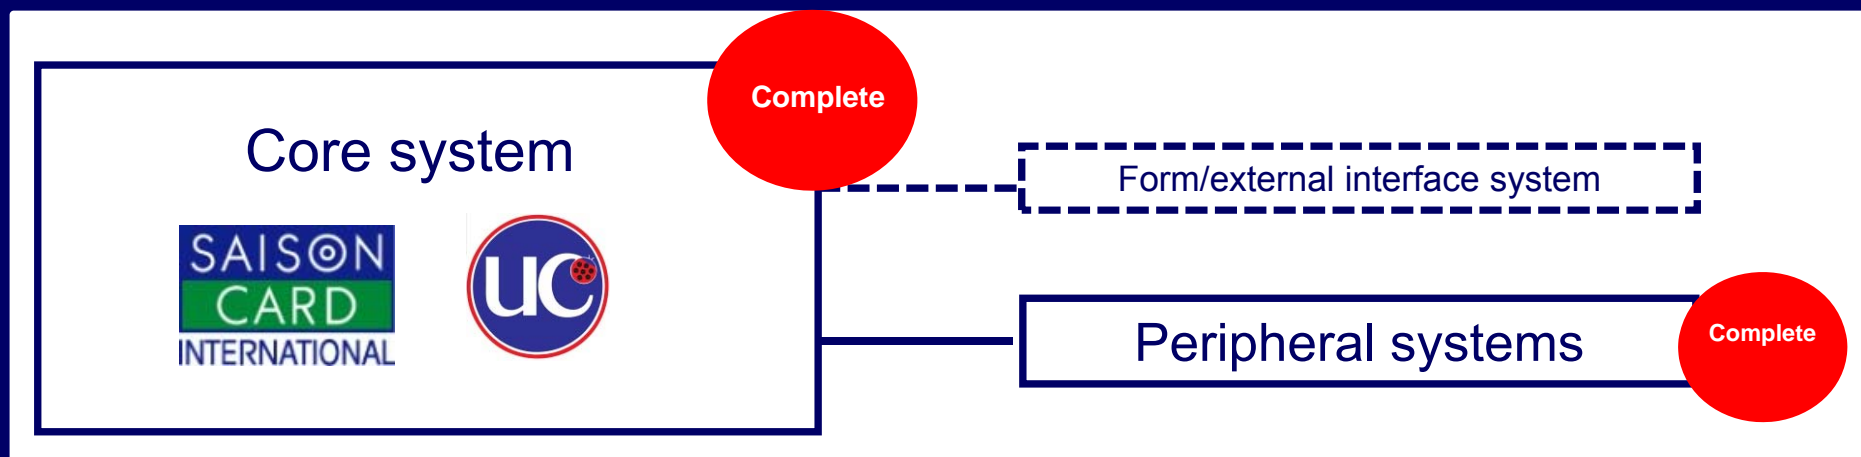 Complete
Core system
Form/external interface system
SAISON
CARD
INTERNATIONAL
UC
Peripheral systems
Complete